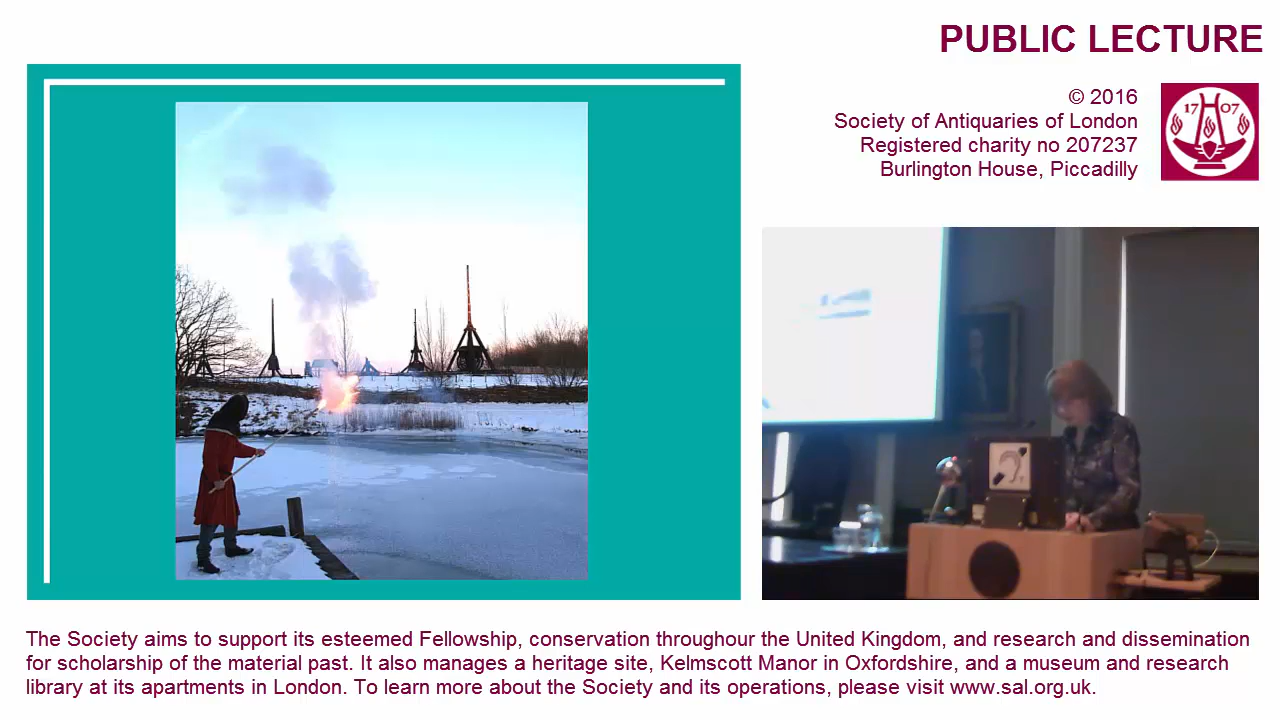 PUBLIC LECTURE
© 2016
Society of Antiquaries of London
Registered charity no 207237
Burlington House, Piccadilly
17 07
The Society aims to support its esteemed Fellowship, conservation throughour the United Kingdom, and research and dissemination
for scholarship of the material past. It also manages a heritage site, Kelmscott Manor in Oxfordshire, and a museum and research
library at its apartments in London. To learn more about the Society and its operations, please visit www.sal.org.uk.